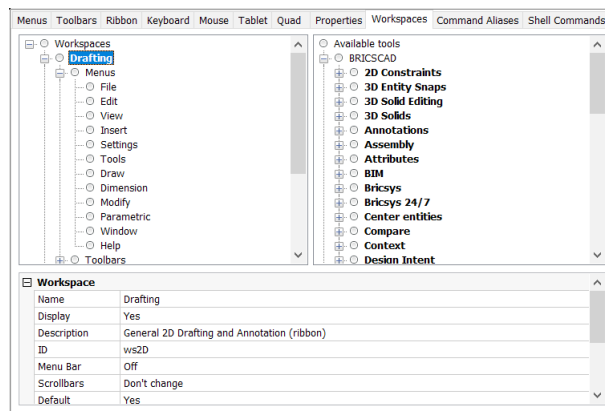 Menus Toolbars Ribbon Keyboard Mouse Tablet Quad Properties Workspaces Command Aliases Shell Commands
Workspaces
Drafting
Menus
File
Edit
View
Insert
Settings
Tools
Draw
Dimension
Modify
Parametric
Window
Help
Toolbars
Available tools
BRICSCAD
2D Constraints
3D Entity Snaps
3D Solid Editing
3D Solids
Annotations
Assembly
Attributes
BIM
Bricsys
Bricsys 24/7
Center entities
Compare
Context
Design Intent
Workspace
Name Drafting
Display Yes
Description General 2D Drafting and Annotation (ribbon)
ID ws2D
Menu Bar Off
Scrollbars Don't change
Default Yes